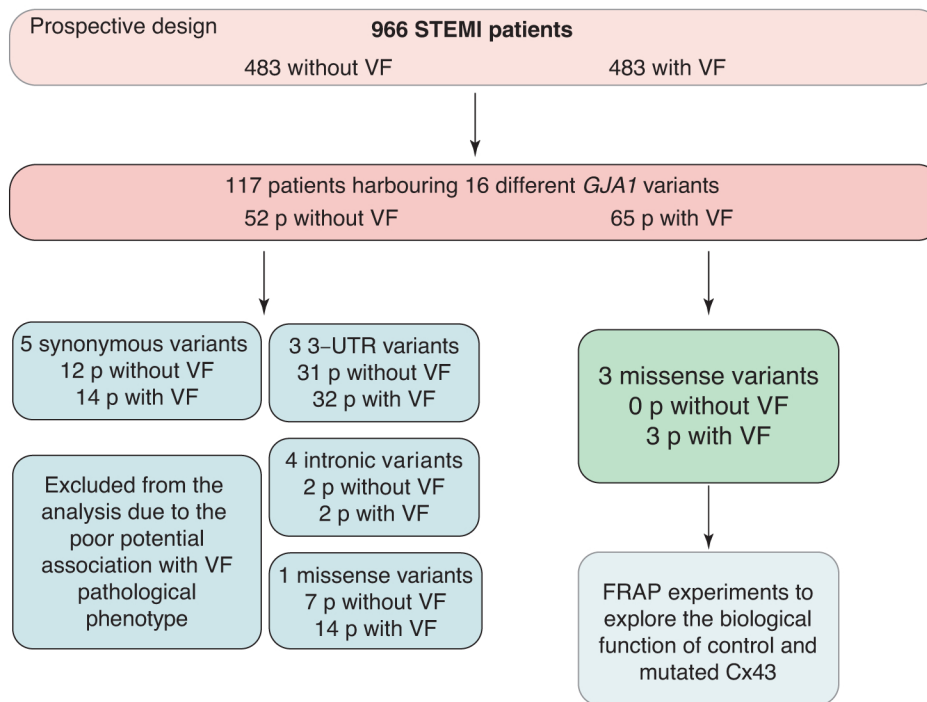 Prospective design
966 STEMI patients
483 without VF
483 with VF
117 patients harbouring 16 different GJA1 variants
52 p without VF
65 p with VF
5 synonymous variants
12 p without VF
14 p with VF
3 3–UTR variants
31 p without VF
32 p with VF
4 intronic variants
2 p without VF
2 p with VF
1 missense variants
7 p without VF
14 p with VF
Excluded from the
analysis due to the
poor potential
association with VF
pathological
phenotype
3 missense variants
0 p without VF
3 p with VF
FRAP experiments to
explore the biological
function of control and
mutated Cx43